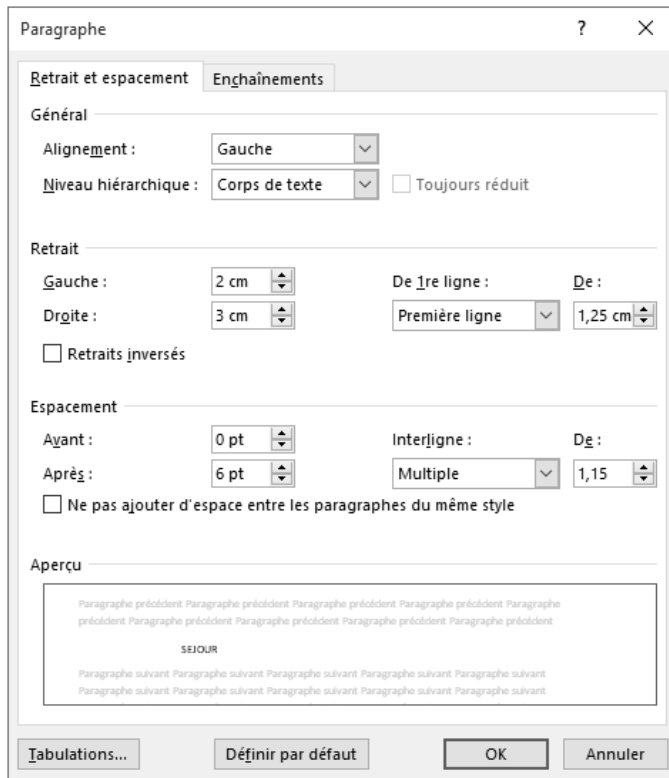 Paragraphe ?
Retrait et espacement Enchaînements
Général
Alignement : Gauche
Niveau hiérarchique : Corps de texte Toujours réduit
Retrait
Gauche : 2 cm De 1re ligne : De :
Droite : 3 cm Première ligne 1,25 cm
Retraits inversés
Espacement
Avant : 0 pt Interligne : De :
Après : 6 pt Multiple 1,15
Ne pas ajouter d'espace entre les paragraphes du même style
Aperçu
Paragraphe précédent Paragraphe précédent Paragraphe précédent Paragraphe précédent Paragraphe
précédent Paragraphe précédent Paragraphe précédent Paragraphe précédent Paragraphe précédent
SEJOUR
Paragraphe suivant Paragraphe suivant Paragraphe suivant Paragraphe suivant Paragraphe suivant
Paragraphe suivant Paragraphe suivant Paragraphe suivant Paragraphe suivant Paragraphe suivant
Tabulations... Définir par défaut OK Annuler